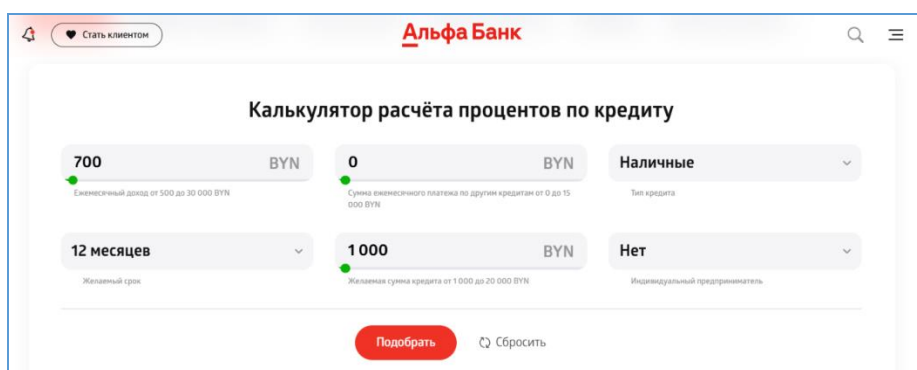 Стать клиентом
Альфа Банк
Калькулятор расчёта процентов по кредиту
700 BYN
0 BYN
Наличные
Ежемесячный доход от 500 до 30 000 BYN
Сумма ежемесячного платежа по другим кредитам от 0 до 15
000 BYN
Тип кредита
12 месяцев
1 000 BYN
Нет
Желаемый срок
Желаемая сумма кредита от 1 000 до 20 000 BYN
Индивидуальный предприниматель
Подобрать
Сбросить